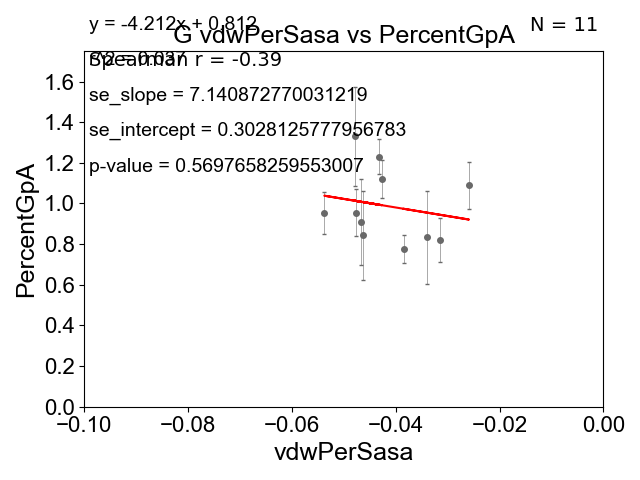 y = -4.212x + 0.812
N = 11
G vdwPerSasa vs PercentGpA
Spearman r = -0.39
se_slope = 7.140872770031219
se_intercept = 0.3028125777956783
p-value = 0.5697658259553007
PercentGpA
1.6
1.4
1.2
1.0
0.8
0.6
0.4
0.2
0.0
−0.10
−0.08
−0.06
−0.04
−0.02
0.00
vdwPerSasa